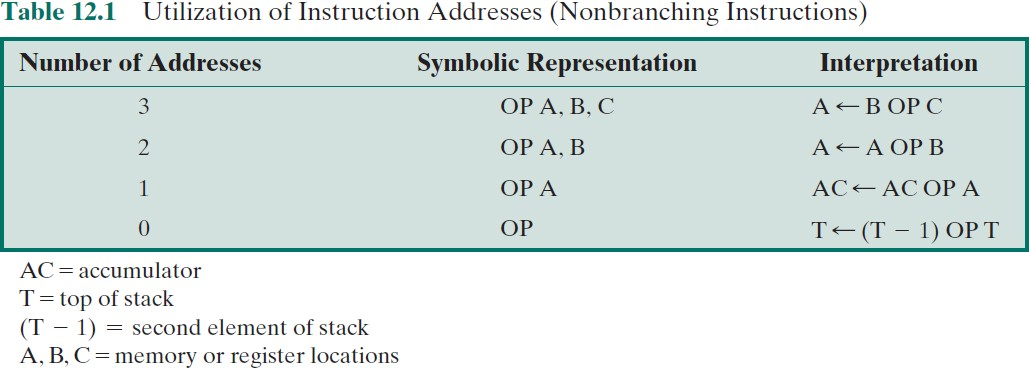 Table 12.1 Utilization of Instruction Addresses (Nonbranching Instructions)
Number of Addresses Symbolic Representation Interpretation
3 OP A, B, C A ← B OP C
2 OP A, B A ← A OP B
1 OP A AC ← AC OP A
0 OP T ← (T − 1) OP T
AC = accumulator
T = top of stack
(T − 1) = second element of stack
A, B, C = memory or register locations